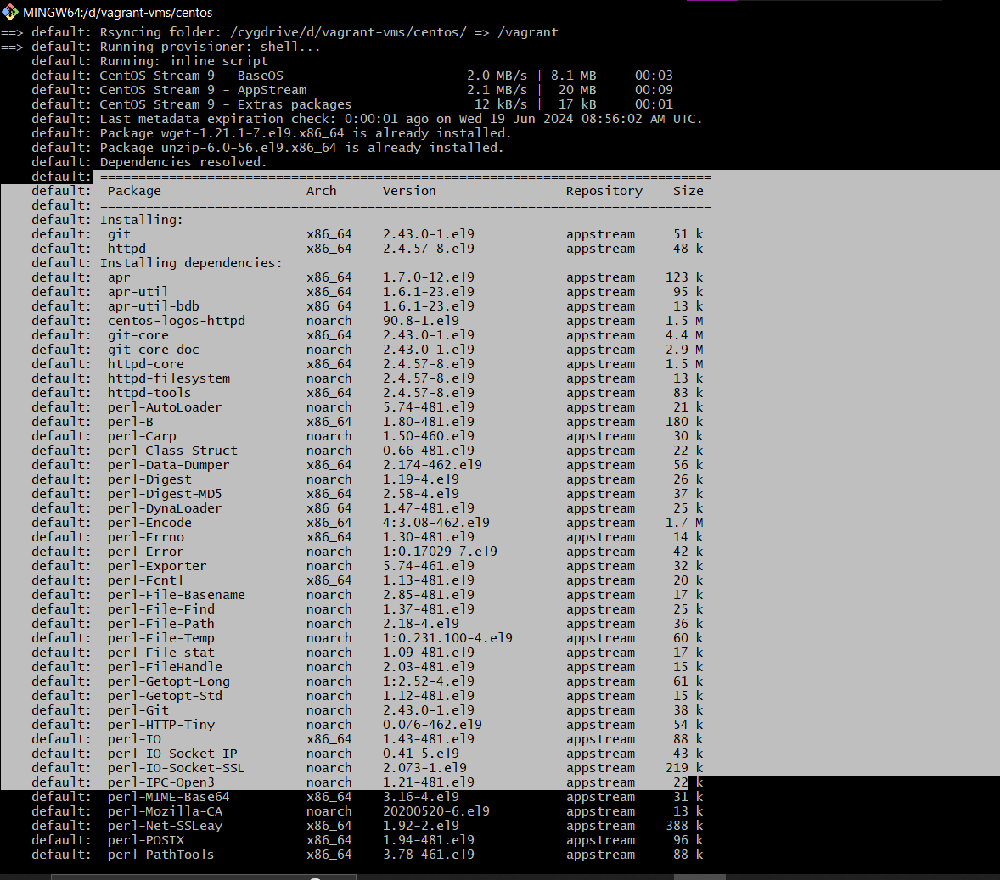 MINGW64:/d/vagrant-vms/centos
==> default: Rsyncing folder: /cygdrive/d/vagrant-vms/centos/ => /vagrant
==> default: Running provisioner: shell...
    default: Running: inline script
    default: CentOS Stream 9 - BaseOS                        2.0 MB/s | 8.1 MB     00:03
    default: CentOS Stream 9 - AppStream                     2.1 MB/s |  20 MB     00:09
    default: CentOS Stream 9 - Extras packages                12 kB/s |  17 kB     00:01
    default: Last metadata expiration check: 0:00:01 ago on Wed 19 Jun 2024 08:56:02 AM UTC.
    default: Package wget-1.21.1-7.el9.x86_64 is already installed.
    default: Package unzip-6.0-56.el9.x86_64 is already installed.
    default: Dependencies resolved.
    default: ================================================================================
    default:  Package                   Arch      Version                 Repository    Size
    default: ================================================================================
    default: Installing:
    default:  git                       x86_64    2.43.0-1.el9            appstream     51 k
    default:  httpd                     x86_64    2.4.57-8.el9            appstream     48 k
    default: Installing dependencies:
    default:  apr                       x86_64    1.7.0-12.el9            appstream    123 k
    default:  apr-util                  x86_64    1.6.1-23.el9            appstream     95 k
    default:  apr-util-bdb              x86_64    1.6.1-23.el9            appstream     13 k
    default:  centos-logos-httpd        noarch    90.8-1.el9              appstream    1.5 M
    default:  git-core                  x86_64    2.43.0-1.el9            appstream    4.4 M
    default:  git-core-doc              noarch    2.43.0-1.el9            appstream    2.9 M
    default:  httpd-core                x86_64    2.4.57-8.el9            appstream    1.5 M
    default:  httpd-filesystem          noarch    2.4.57-8.el9            appstream     13 k
    default:  httpd-tools               x86_64    2.4.57-8.el9            appstream     83 k
    default:  perl-AutoLoader           noarch    5.74-481.el9            appstream     21 k
    default:  perl-B                    x86_64    1.80-481.el9            appstream    180 k
    default:  perl-Carp                 noarch    1.50-460.el9            appstream     30 k
    default:  perl-Class-Struct         noarch    0.66-481.el9            appstream     22 k
    default:  perl-Data-Dumper          x86_64    2.174-462.el9           appstream     56 k
    default:  perl-Digest               noarch    1.19-4.el9              appstream     26 k
    default:  perl-Digest-MD5           x86_64    2.58-4.el9              appstream     37 k
    default:  perl-DynaLoader           x86_64    1.47-481.el9            appstream     25 k
    default:  perl-Encode               x86_64    4:3.08-462.el9          appstream    1.7 M
    default:  perl-Errno                x86_64    1.30-481.el9            appstream     14 k
    default:  perl-Error                noarch    1:0.17029-7.el9         appstream     42 k
    default:  perl-Exporter             noarch    5.74-461.el9            appstream     32 k
    default:  perl-Fcntl                x86_64    1.13-481.el9            appstream     20 k
    default:  perl-File-Basename        noarch    2.85-481.el9            appstream     17 k
    default:  perl-File-Find            noarch    1.37-481.el9            appstream     25 k
    default:  perl-File-Path            noarch    2.18-4.el9              appstream     36 k
    default:  perl-File-Temp            noarch    1:0.231.100-4.el9       appstream     60 k
    default:  perl-File-stat            noarch    1.09-481.el9            appstream     17 k
    default:  perl-FileHandle           noarch    2.03-481.el9            appstream     15 k
    default:  perl-Getopt-Long          noarch    1:2.52-4.el9            appstream     61 k
    default:  perl-Getopt-Std           noarch    1.12-481.el9            appstream     15 k
    default:  perl-Git                  noarch    2.43.0-1.el9            appstream     38 k
    default:  perl-HTTP-Tiny            noarch    0.076-462.el9           appstream     54 k
    default:  perl-IO                   x86_64    1.43-481.el9            appstream     88 k
    default:  perl-IO-Socket-IP         noarch    0.41-5.el9              appstream     43 k
    default:  perl-IO-Socket-SSL        noarch    2.073-1.el9             appstream    219 k
    default:  perl-IPC-Open3            noarch    1.21-481.el9            appstream     22 k
    default:  perl-MIME-Base64          x86_64    3.16-4.el9              appstream     31 k
    default:  perl-Mozilla-CA           noarch    20200520-6.el9          appstream     13 k
    default:  perl-Net-SSLeay           x86_64    1.92-2.el9              appstream    388 k
    default:  perl-POSIX                x86_64    1.94-481.el9            appstream     96 k
    default:  perl-PathTools            x86_64    3.78-461.el9            appstream     88 k